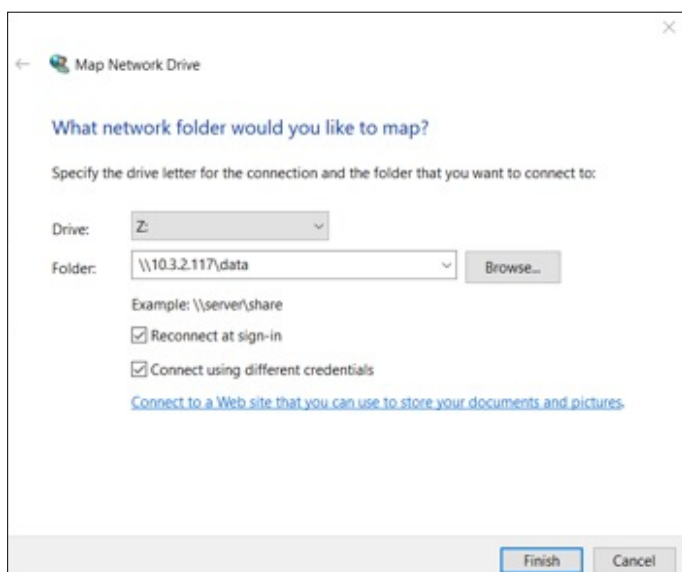 Map Network Drive
What network folder would you like to map?
Specify the drive letter for the connection and the folder that you want to connect to:
Drive: Z:
Folder: \\10.3.2.117\data Browse...
Example: \\server\share
Reconnect at sign-in
Connect using different credentials
Connect to a Web site that you can use to store your documents and pictures.
Finish Cancel